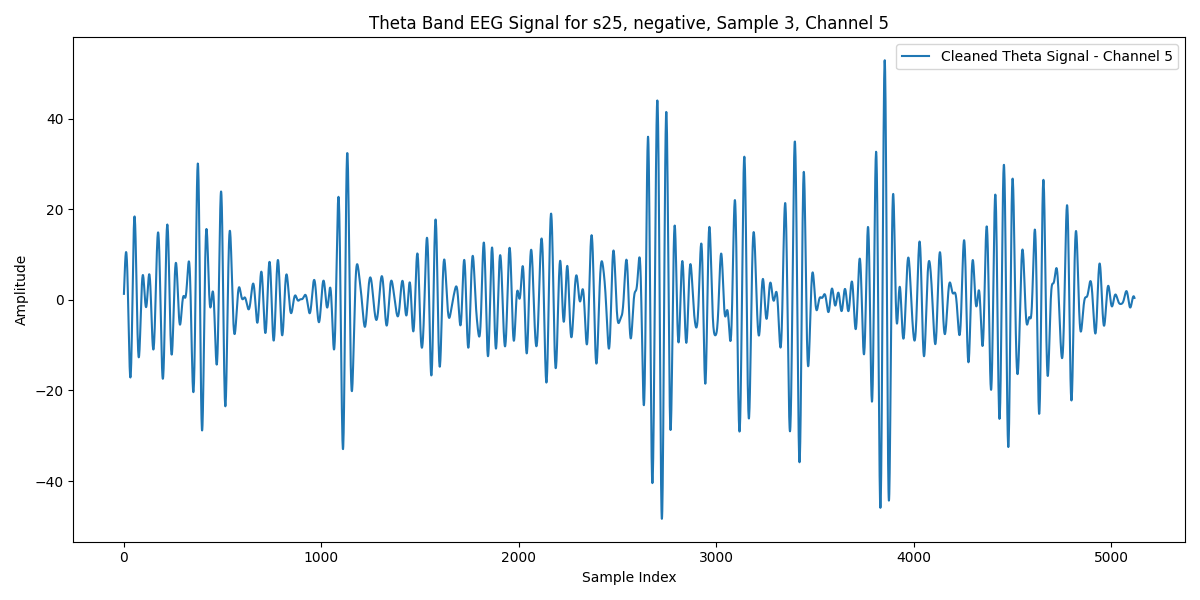 Theta Band EEG Signal for s25, negative, Sample 3, Channel 5
Cleaned Theta Signal - Channel 5
Amplitude
40
20
0
−20
−40
0 1000 2000 3000 4000 5000
Sample Index